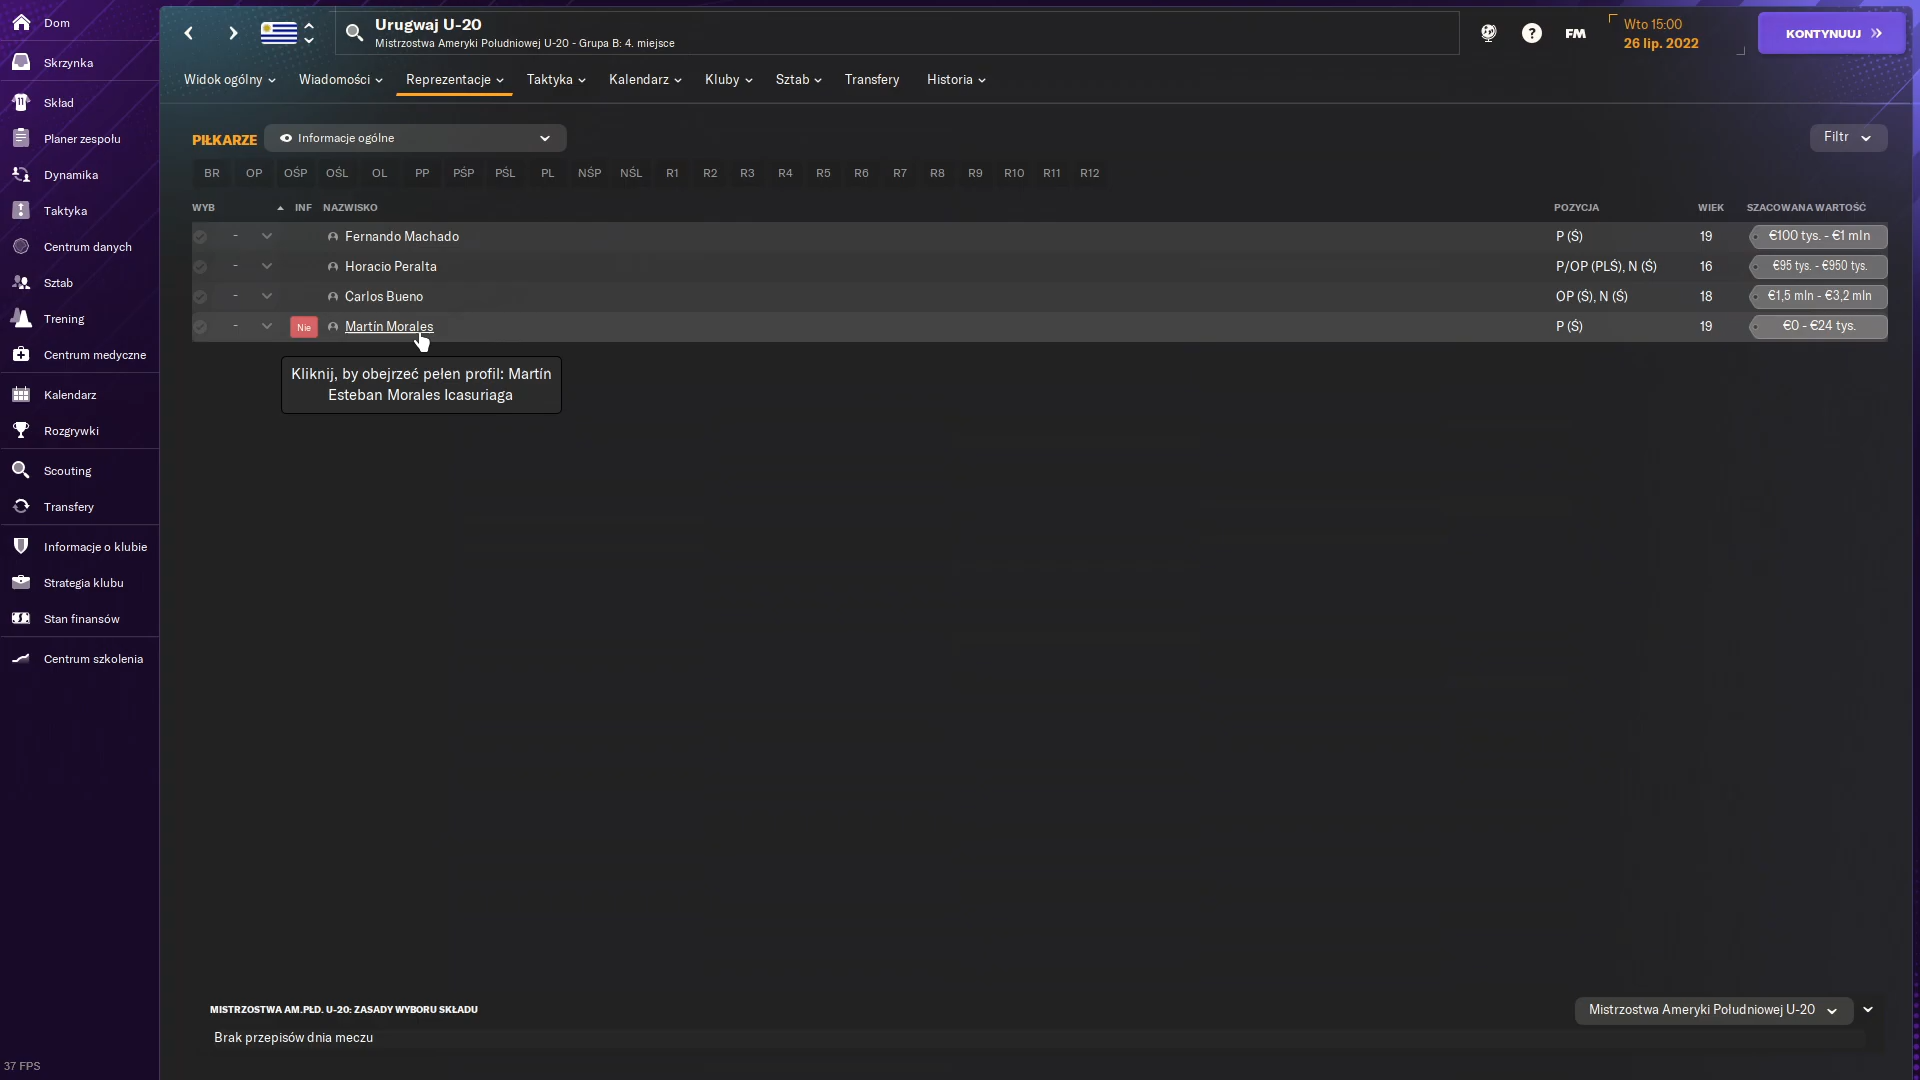 Dom
Skrzynka
Skład
Planer zespołu
Dynamika
Taktyka
Centrum danych
Sztab
Trening
Centrum medyczne
Kalendarz
Rozgrywki
Scouting
Transfery
Informacje o klubie
Strategia klubu
Stan finansów
Centrum szkolenia
37 FPS
Urugwaj U-20
Mistrzostwa Ameryki Południowej U-20 - Grupa B: 4. miejsce
?
FM
Wto 15:00
26 lip. 2022
KONTYNUUJ
Widok ogólny Wiadomości Reprezentacje Taktyka Kalendarz Kluby Sztab Transfery Historia
PIŁKARZE Informacje ogólne Filtr
BR OP OŚP OŚL OL PP PŚP PŚL PL NŚP NŚL R1 R2 R3 R4 R5 R6 R7 R8 R9 R10 R11 R12
WYB INF NAZWISKO POZYCJA WIEK SZACOWANA WARTOŚĆ
- Fernando Machado P (Ś) 19 €100 tys. - €1 mln
- Horacio Peralta P/OP (PLŚ), N (Ś) 16 €95 tys. - €950 tys.
- Carlos Bueno OP (Ś), N (Ś) 18 €1,5 mln - €3,2 mln
- Nie Martín Morales P (Ś) 19 €0 - €24 tys.
Kliknij, by obejrzeć pełen profil: Martín
Esteban Morales Icasuriaga
MISTRZOSTWA AM.PŁD. U-20: ZASADY WYBORU SKŁADU Mistrzostwa Ameryki Południowej U-20
Brak przepisów dnia meczu